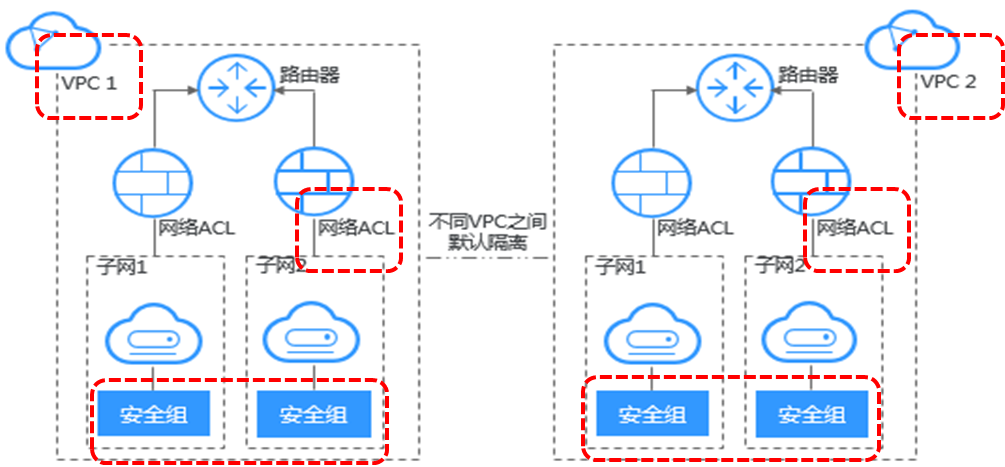 VPC 1
路由器
网络ACL
网络ACL
子网1
子网2
安全组
安全组
不同VPC之间
默认隔离
VPC 2
路由器
网络ACL
网络ACL
子网1
子网2
安全组
安全组